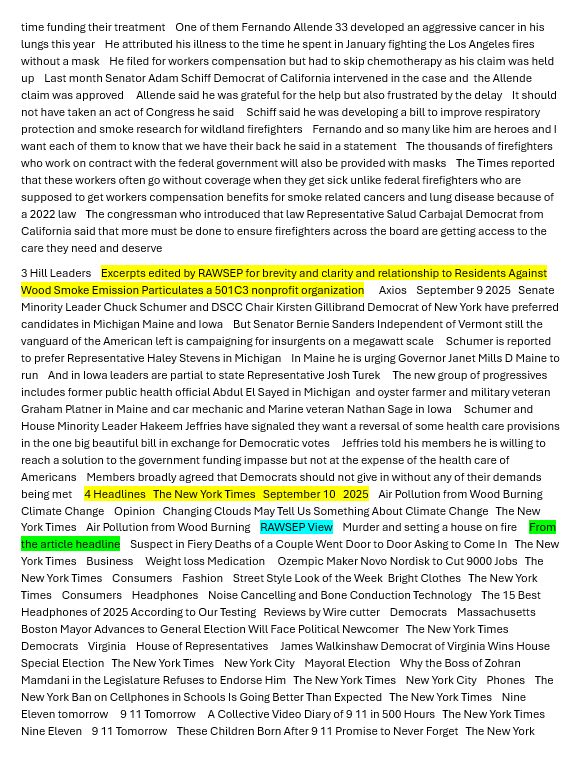 time funding their treatment One of them Fernando Allende 33 developed an aggressive cancer in his
lungs this year He attributed his illness to the time he spent in January fighting the Los Angeles fires
without a mask He filed for workers compensation but had to skip chemotherapy as his claim was held
up Last month Senator Adam Schiff Democrat of California intervened in the case and the Allende
claim was approved Allende said he was grateful for the help but also frustrated by the delay It should
not have taken an act of Congress he said Schiff said he was developing a bill to improve respiratory
protection and smoke research for wildland firefighters Fernando and so many like him are heroes and I
want each of them to know that we have their back he said in a statement The thousands of firefighters
who work on contract with the federal government will also be provided with masks The Times reported
that these workers often go without coverage when they get sick unlike federal firefighters who are
supposed to get workers compensation benefits for smoke related cancers and lung disease because of
a 2022 law The congressman who introduced that law Representative Salud Carbajal Democrat from
California said that more must be done to ensure firefighters across the board are getting access to the
care they need and deserve
3 Hill Leaders Excerpts edited by RAWSEP for brevity and clarity and relationship to Residents Against
Wood Smoke Emission Particulates a 501C3 nonprofit organization Axios September 9 2025 Senate
Minority Leader Chuck Schumer and DSCC Chair Kirsten Gillibrand Democrat of New York have preferred
candidates in Michigan Maine and Iowa But Senator Bernie Sanders Independent of Vermont still the
vanguard of the American left is campaigning for insurgents on a megawatt scale Schumer is reported
to prefer Representative Haley Stevens in Michigan In Maine he is urging Governor Janet Mills D Maine to
run And in Iowa leaders are partial to state Representative Josh Turek The new group of progressives
includes former public health official Abdul El Sayed in Michigan and oyster farmer and military veteran
Graham Platner in Maine and car mechanic and Marine veteran Nathan Sage in Iowa Schumer and
House Minority Leader Hakeem Jeffries have signaled they want a reversal of some health care provisions
in the one big beautiful bill in exchange for Democratic votes Jeffries told his members he is willing to
reach a solution to the government funding impasse but not at the expense of the health care of
Americans Members broadly agreed that Democrats should not give in without any of their demands
being met 4 Headlines The New York Times September 10 2025 Air Pollution from Wood Burning
Climate Change Opinion Changing Clouds May Tell Us Something About Climate Change The New
York Times Air Pollution from Wood Burning RAWSEP View Murder and setting a house on fire From
the article headline Suspect in Fiery Deaths of a Couple Went Door to Door Asking to Come In The New
York Times Business Weight loss Medication Ozempic Maker Novo Nordisk to Cut 9000 Jobs The
New York Times Consumers Fashion Street Style Look of the Week Bright Clothes The New York
Times Consumers Headphones Noise Cancelling and Bone Conduction Technology The 15 Best
Headphones of 2025 According to Our Testing Reviews by Wire cutter Democrats Massachusetts
Boston Mayor Advances to General Election Will Face Political Newcomer The New York Times
Democrats Virginia House of Representatives James Walkinshaw Democrat of Virginia Wins House
Special Election The New York Times New York City Mayoral Election Why the Boss of Zohran
Mamdani in the Legislature Refuses to Endorse Him The New York Times New York City Phones The
New York Ban on Cellphones in Schools Is Going Better Than Expected The New York Times Nine
Eleven tomorrow 9 11 Tomorrow A Collective Video Diary of 9 11 in 500 Hours The New York Times
Nine Eleven 9 11 Tomorrow These Children Born After 9 11 Promise to Never Forget The New York